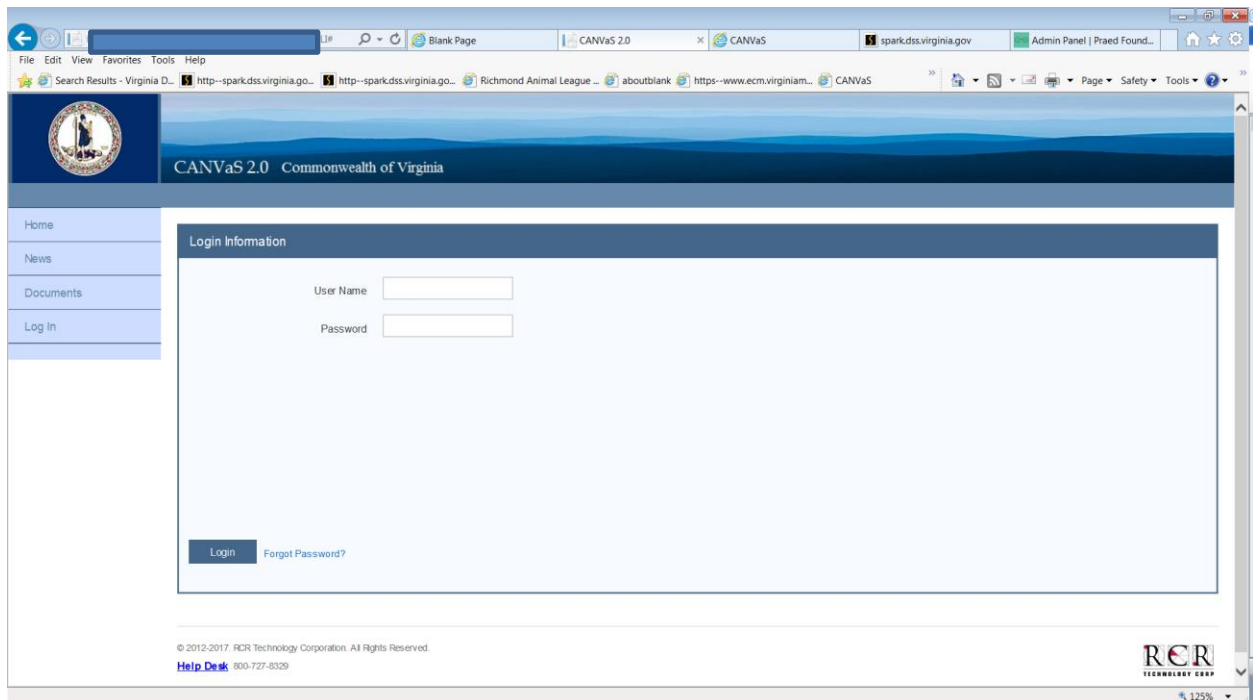 Blank Page
CANVaS 2.0
CANVaS
spark.dss.virginia.gov
Admin Panel | Praed Found...
File Edit View Favorites Tools Help
Search Results - Virginia D... http--spark.dss.virginia.go... http--spark.dss.virginia.go... Richmond Animal League ... aboutblank https--www.ecm.virginiam... CANVaS Page Safety Tools
CANVaS 2.0 Commonwealth of Virginia
Home
Login Information
News
User Name
Documents
Log In
Password
Login Forgot Password?
© 2012-2017. RCR Technology Corporation. All Rights Reserved.
Help Desk 800-727-8329
RCR
TECHNOLOGY CORP
125%